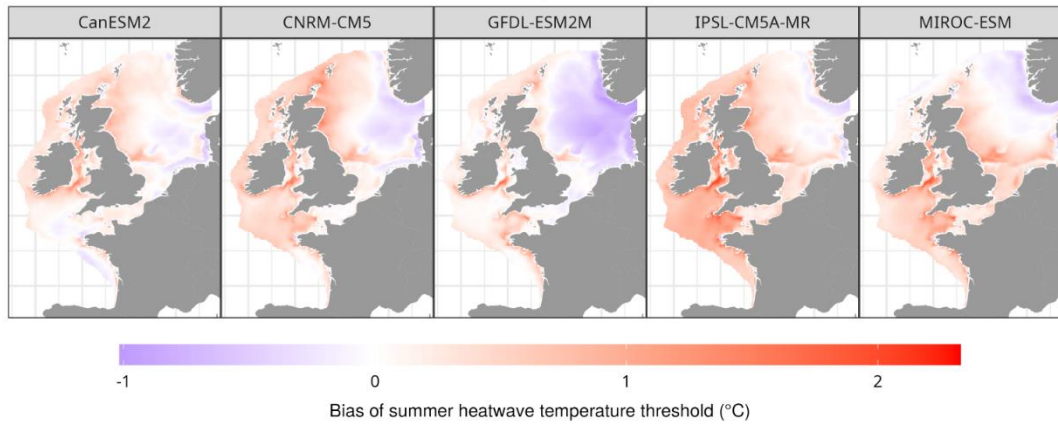 CanESM2 CNRM-CM5 GFDL-ESM2M IPSL-CM5A-MR MIROC-ESM
-1 0 1 2
Bias of summer heatwave temperature threshold (°C)